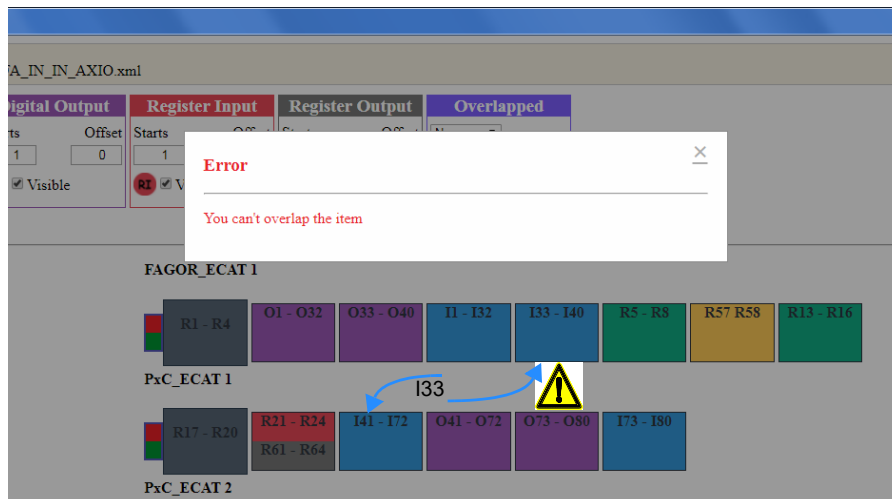 FA_IN_IN_AXIO.xml
Digital Output Register Input Register Output Overlapped
Starts Offset Starts
1 0 1
Visible RI
Error
You can't overlap the item
FAGOR_ECAT 1
R1 - R4 O1 - O32 O33 - O40 I1 - I32 I33 - I40 R5 - R8 R57 R58 R13 - R16
PxC_ECAT 1
I33
R17 - R20 R21 - R24 I41 - I72 O41 - O72 O73 - O80 I73 - I80
R61 - R64
PxC_ECAT 2